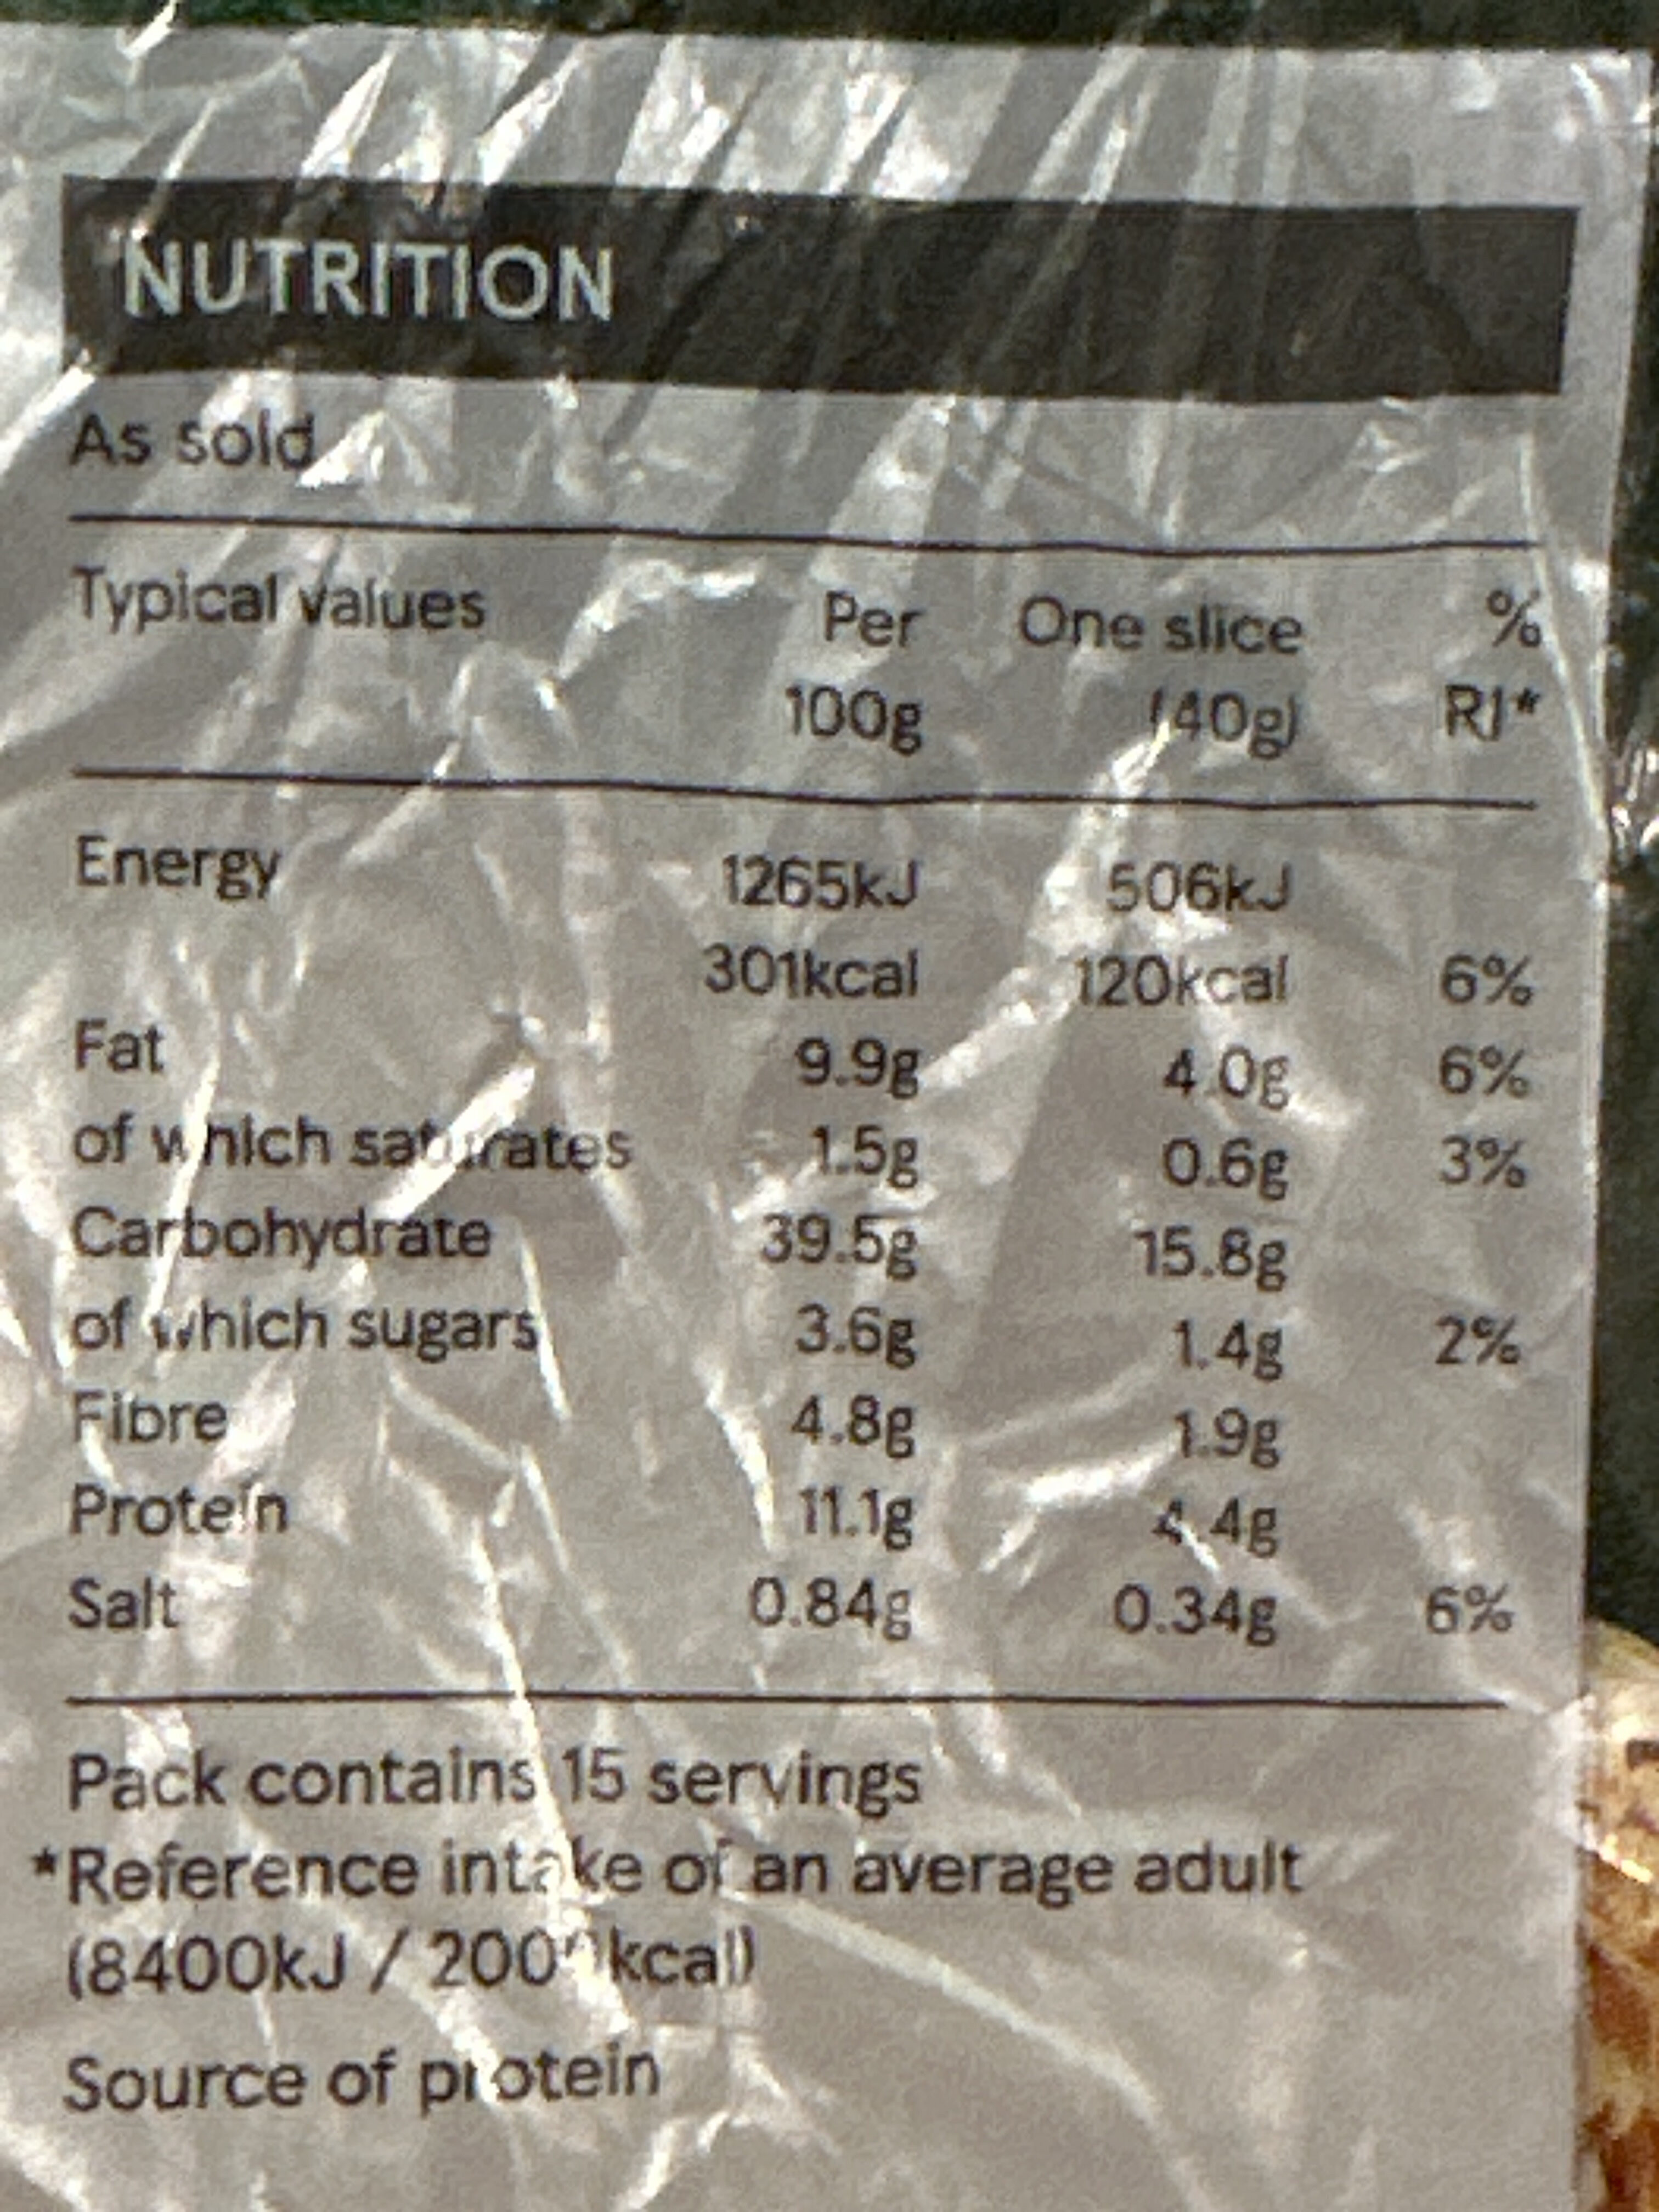 NUTRITION
As sold
Typical values Per One slice %
100g (40g) RI*
Energy 1265kJ 506kJ
301kcal 120kcal 6%
Fat 9.9g 4.0g 6%
of which saturates 1.5g 0.6g 3%
Carbohydrate 39.5g 15.8g
of which sugars 3.6g 1.4g 2%
Fibre 4.8g 1.9g
Protein 11.1g 4.4g
Salt 0.84g 0.34g 6%
Pack contains 15 servings
*Reference intake of an average adult
(8400kJ / 2000kcal)
Source of protein